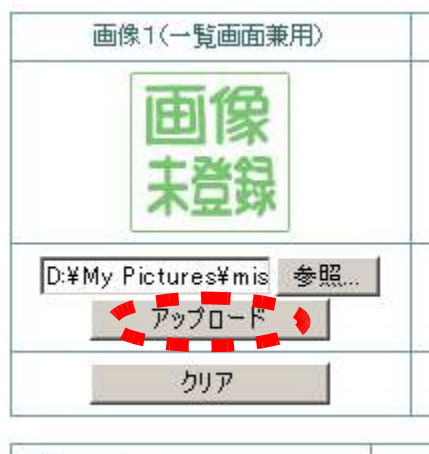 画像1(一覧画面兼用)
画像
未登録
D:¥My Pictures¥mis
参照...
アップロード
クリア